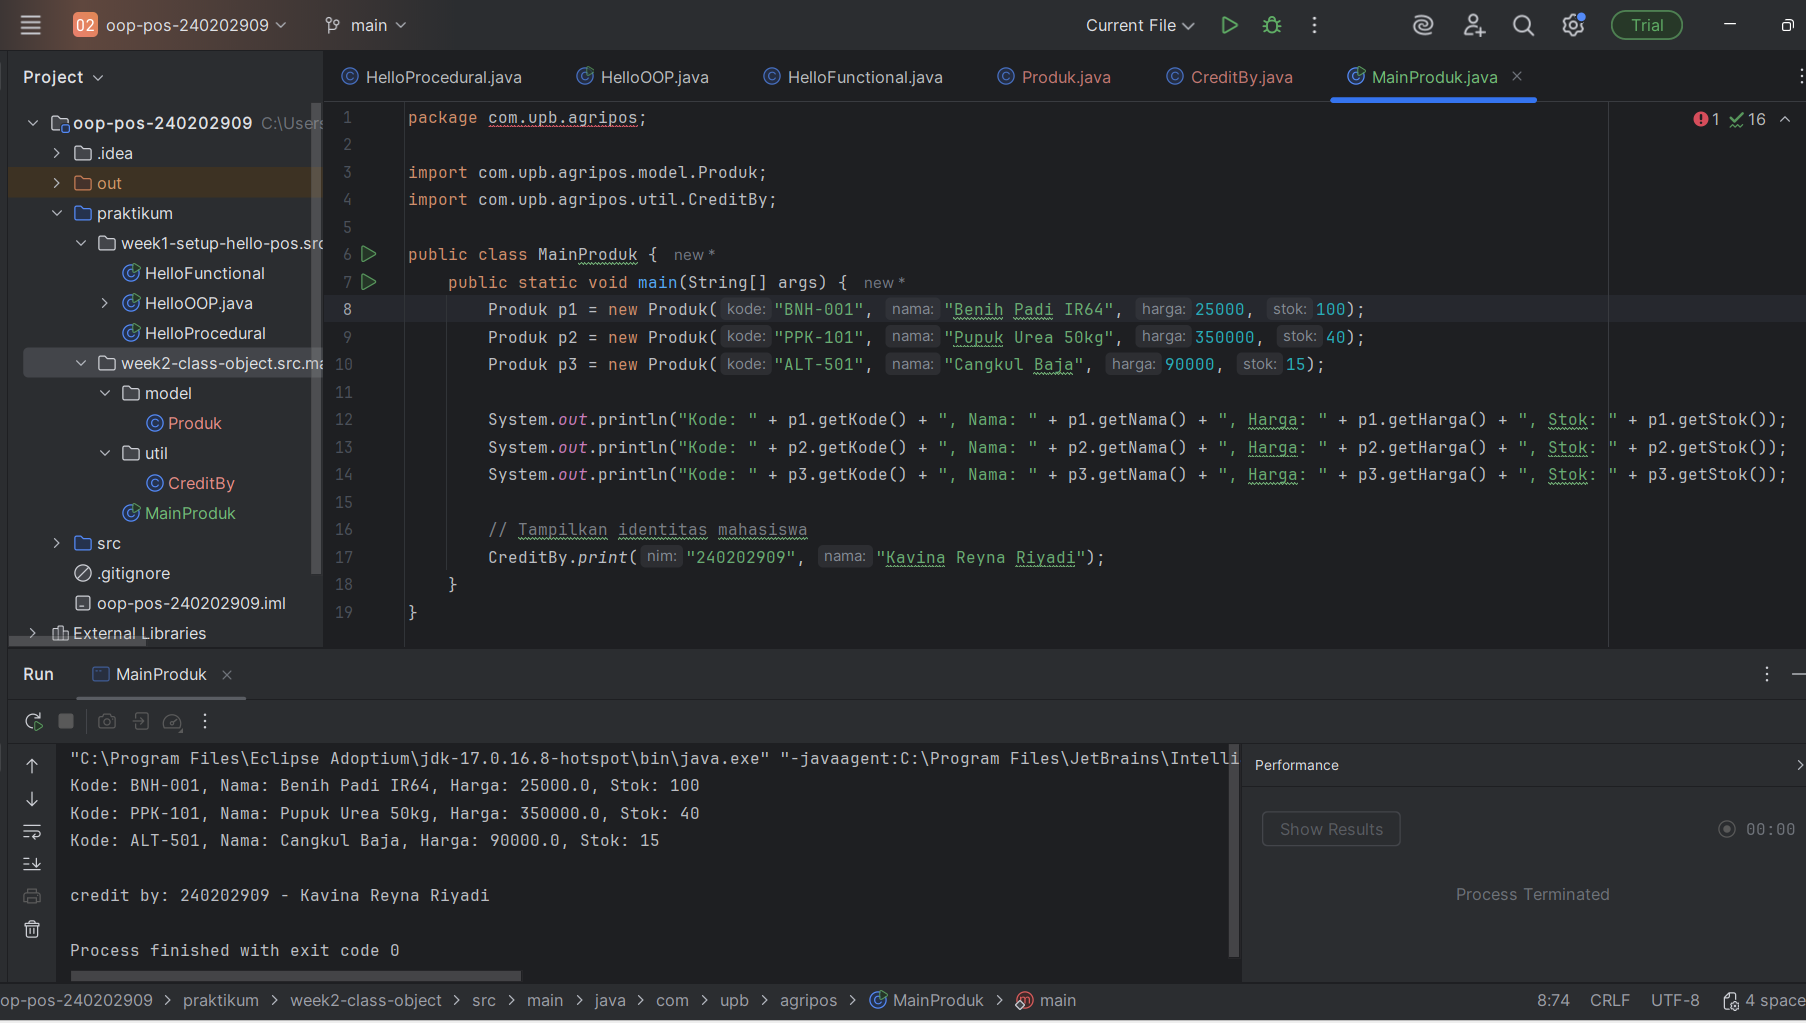 02 oop-pos-240202909 main Current File Trial
Project
HelloProcedural.java HelloOOP.java HelloFunctional.java Produk.java CreditBy.java MainProduk.java
oop-pos-240202909 C:\Users
.idea
out
praktikum
week1-setup-hello-pos.src
HelloFunctional
HelloOOP.java
HelloProcedural
week2-class-object.src.ma
model
Produk
util
CreditBy
MainProduk
src
.gitignore
oop-pos-240202909.iml
External Libraries
1 16
1 package com.upb.agripos;
2
3 import com.upb.agripos.model.Produk;
4 import com.upb.agripos.util.CreditBy;
5
6 public class MainProduk { new *
7 public static void main(String[] args) { new *
8 Produk p1 = new Produk( kode: "BNH-001", nama: "Benih Padi IR64", harga: 25000, stok: 100);
9 Produk p2 = new Produk( kode: "PPK-101", nama: "Pupuk Urea 50kg", harga: 350000, stok: 40);
10 Produk p3 = new Produk( kode: "ALT-501", nama: "Cangkul Baja", harga: 90000, stok: 15);
11
12 System.out.println("Kode: " + p1.getKode() + ", Nama: " + p1.getNama() + ", Harga: " + p1.getHarga() + ", Stok: " + p1.getStok());
13 System.out.println("Kode: " + p2.getKode() + ", Nama: " + p2.getNama() + ", Harga: " + p2.getHarga() + ", Stok: " + p2.getStok());
14 System.out.println("Kode: " + p3.getKode() + ", Nama: " + p3.getNama() + ", Harga: " + p3.getHarga() + ", Stok: " + p3.getStok());
15
16 // Tampilkan identitas mahasiswa
17 CreditBy.print( nim: "240202909", nama: "Kavina Reyna Riyadi");
18 }
19 }
Run MainProduk
"C:\Program Files\Eclipse Adoptium\jdk-17.0.16.8-hotspot\bin\java.exe" "-javaagent:C:\Program Files\JetBrains\Intelli
Kode: BNH-001, Nama: Benih Padi IR64, Harga: 25000.0, Stok: 100
Kode: PPK-101, Nama: Pupuk Urea 50kg, Harga: 350000.0, Stok: 40
Kode: ALT-501, Nama: Cangkul Baja, Harga: 90000.0, Stok: 15
credit by: 240202909 - Kavina Reyna Riyadi
Process finished with exit code 0
Performance
Show Results 00:00
Process Terminated
op-pos-240202909 > praktikum > week2-class-object > src > main > java > com > upb > agripos > MainProduk > main 8:74 CRLF UTF-8 4 space